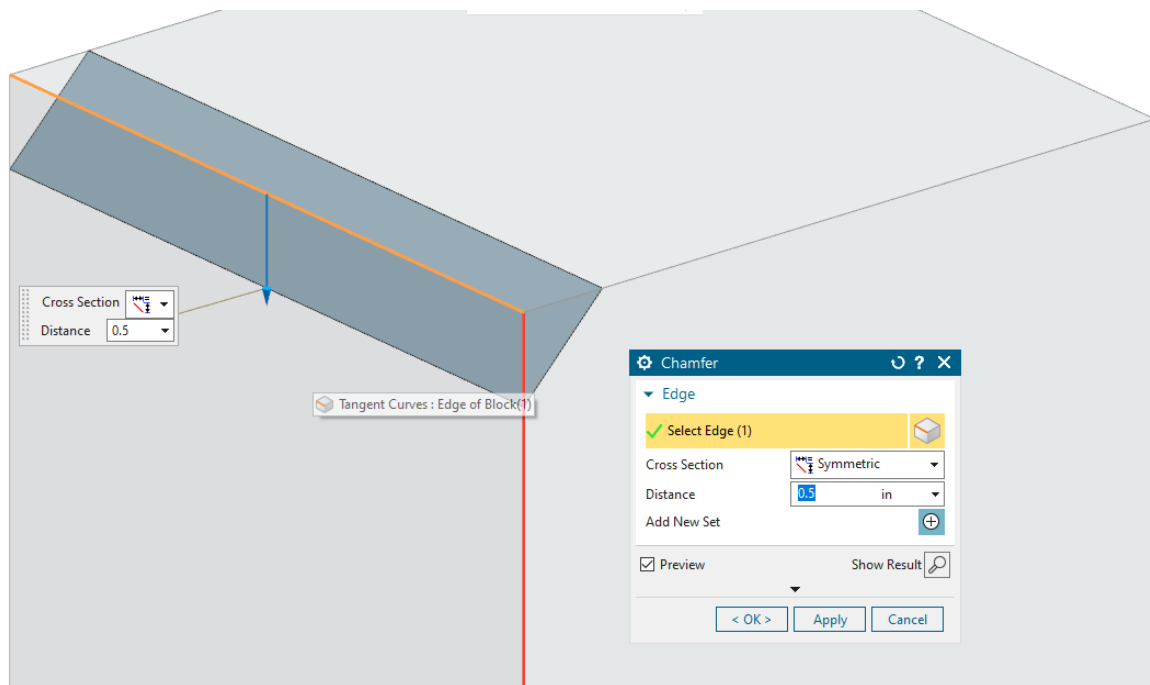 Cross Section
Distance 0.5
Tangent Curves : Edge of Block(1)
Chamfer ?
Edge
Select Edge (1)
Cross Section Symmetric
Distance 0.5 in
Add New Set
Preview Show Result
< OK > Apply Cancel